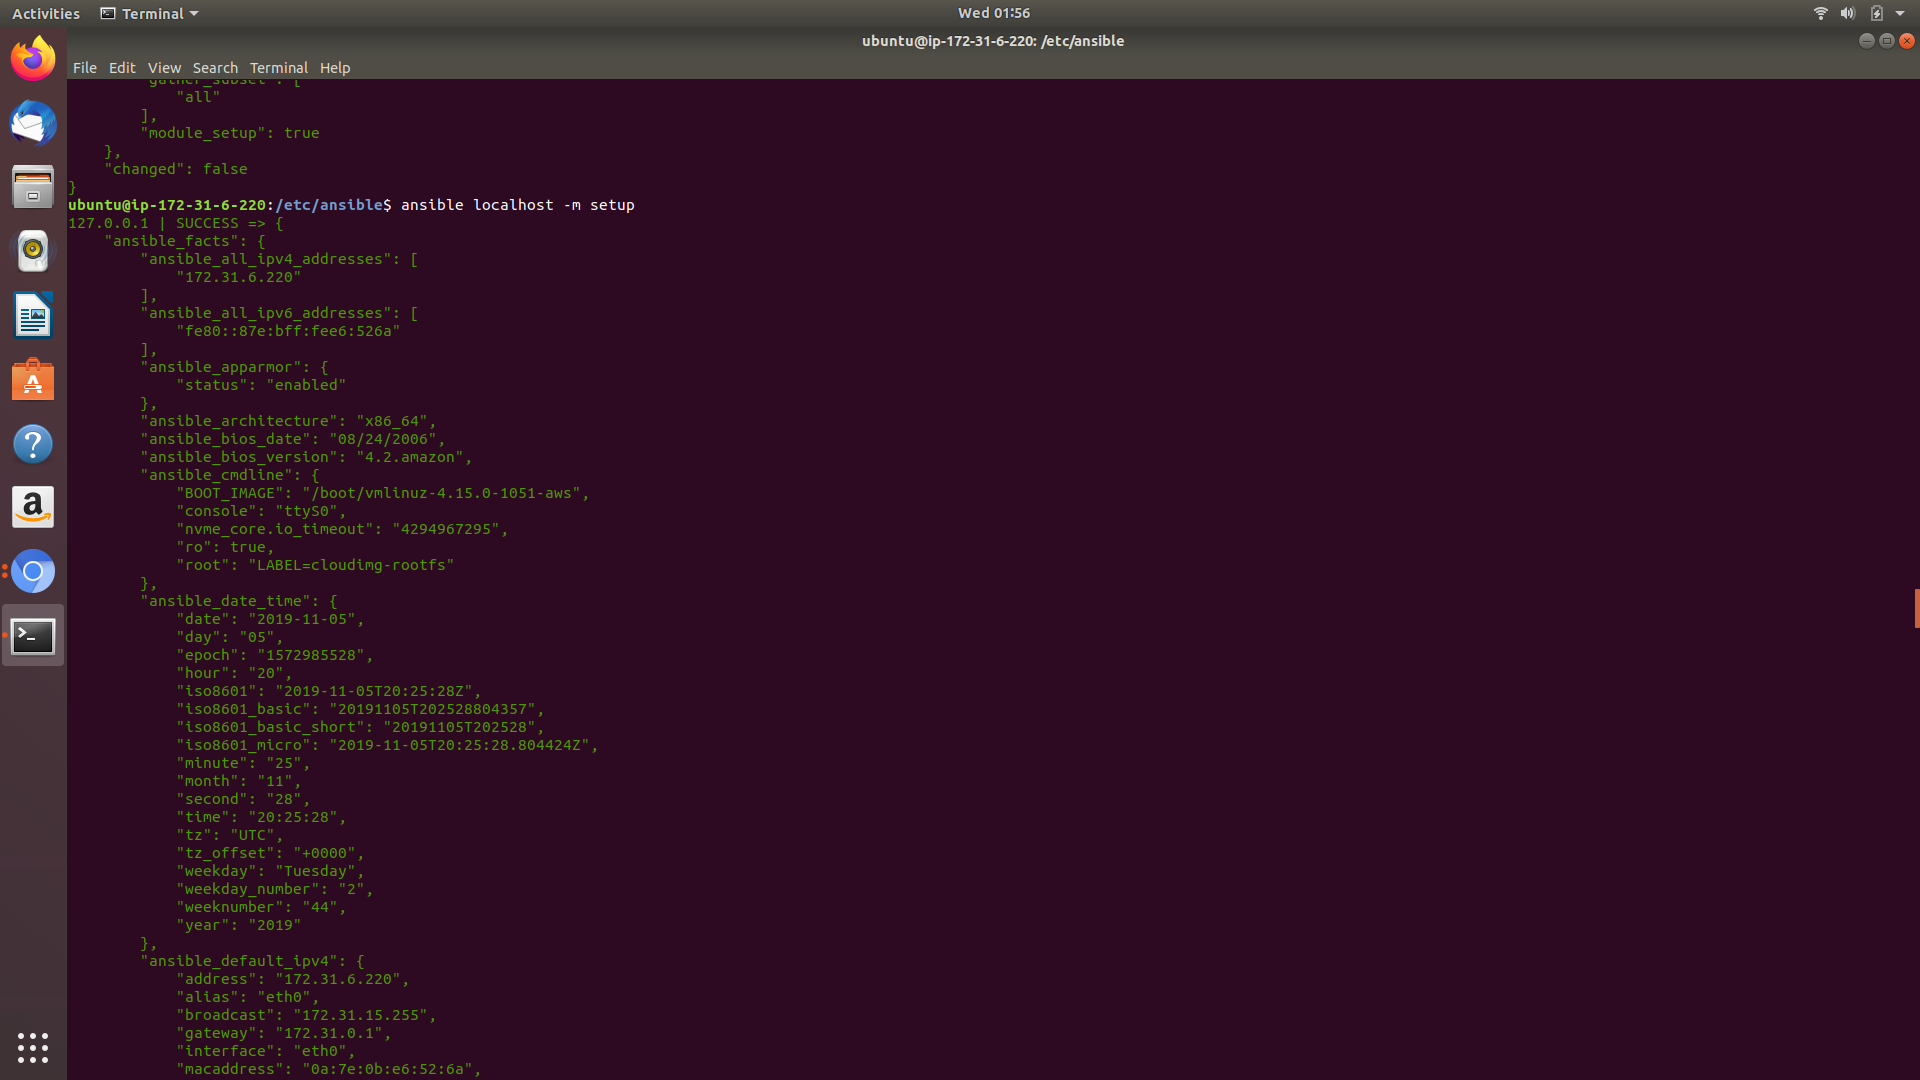 Activities Terminal Wed 01:56
ubuntu@ip-172-31-6-220: /etc/ansible
File Edit View Search Terminal Help
"gather_subset": [
"all"
],
"module_setup": true
},
"changed": false
}
ubuntu@ip-172-31-6-220:/etc/ansible$ ansible localhost -m setup
127.0.0.1 | SUCCESS => {
"ansible_facts": {
"ansible_all_ipv4_addresses": [
"172.31.6.220"
],
"ansible_all_ipv6_addresses": [
"fe80::87e:bff:fee6:526a"
],
"ansible_apparmor": {
"status": "enabled"
},
"ansible_architecture": "x86_64",
"ansible_bios_date": "08/24/2006",
"ansible_bios_version": "4.2.amazon",
"ansible_cmdline": {
"BOOT_IMAGE": "/boot/vmlinuz-4.15.0-1051-aws",
"console": "ttyS0",
"nvme_core.io_timeout": "4294967295",
"ro": true,
"root": "LABEL=cloudimg-rootfs"
},
"ansible_date_time": {
"date": "2019-11-05",
"day": "05",
"epoch": "1572985528",
"hour": "20",
"iso8601": "2019-11-05T20:25:28Z",
"iso8601_basic": "20191105T202528804357",
"iso8601_basic_short": "20191105T202528",
"iso8601_micro": "2019-11-05T20:25:28.804424Z",
"minute": "25",
"month": "11",
"second": "28",
"time": "20:25:28",
"tz": "UTC",
"tz_offset": "+0000",
"weekday": "Tuesday",
"weekday_number": "2",
"weeknumber": "44",
"year": "2019"
},
"ansible_default_ipv4": {
"address": "172.31.6.220",
"alias": "eth0",
"broadcast": "172.31.15.255",
"gateway": "172.31.0.1",
"interface": "eth0",
"macaddress": "0a:7e:0b:e6:52:6a",